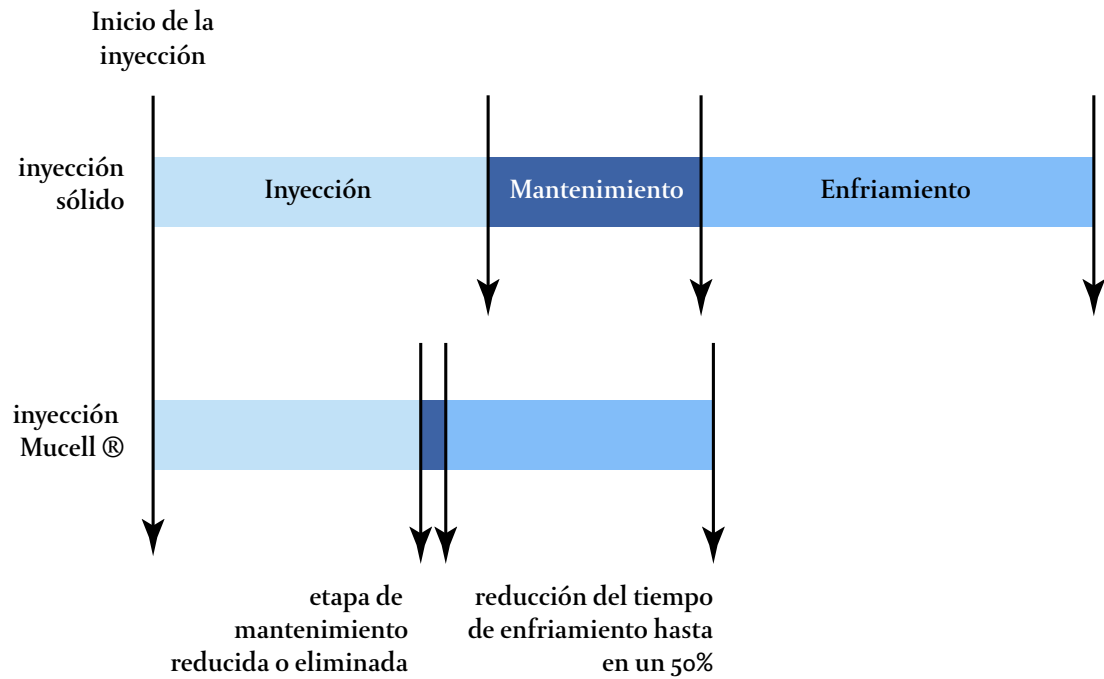 Inicio de la
inyección
inyección
sólido
Inyección
Mantenimiento
Enfriamiento
inyección
Mucell ®
etapa de
mantenimiento
reducida o eliminada
reducción del tiempo
de enfriamiento hasta
en un 50%